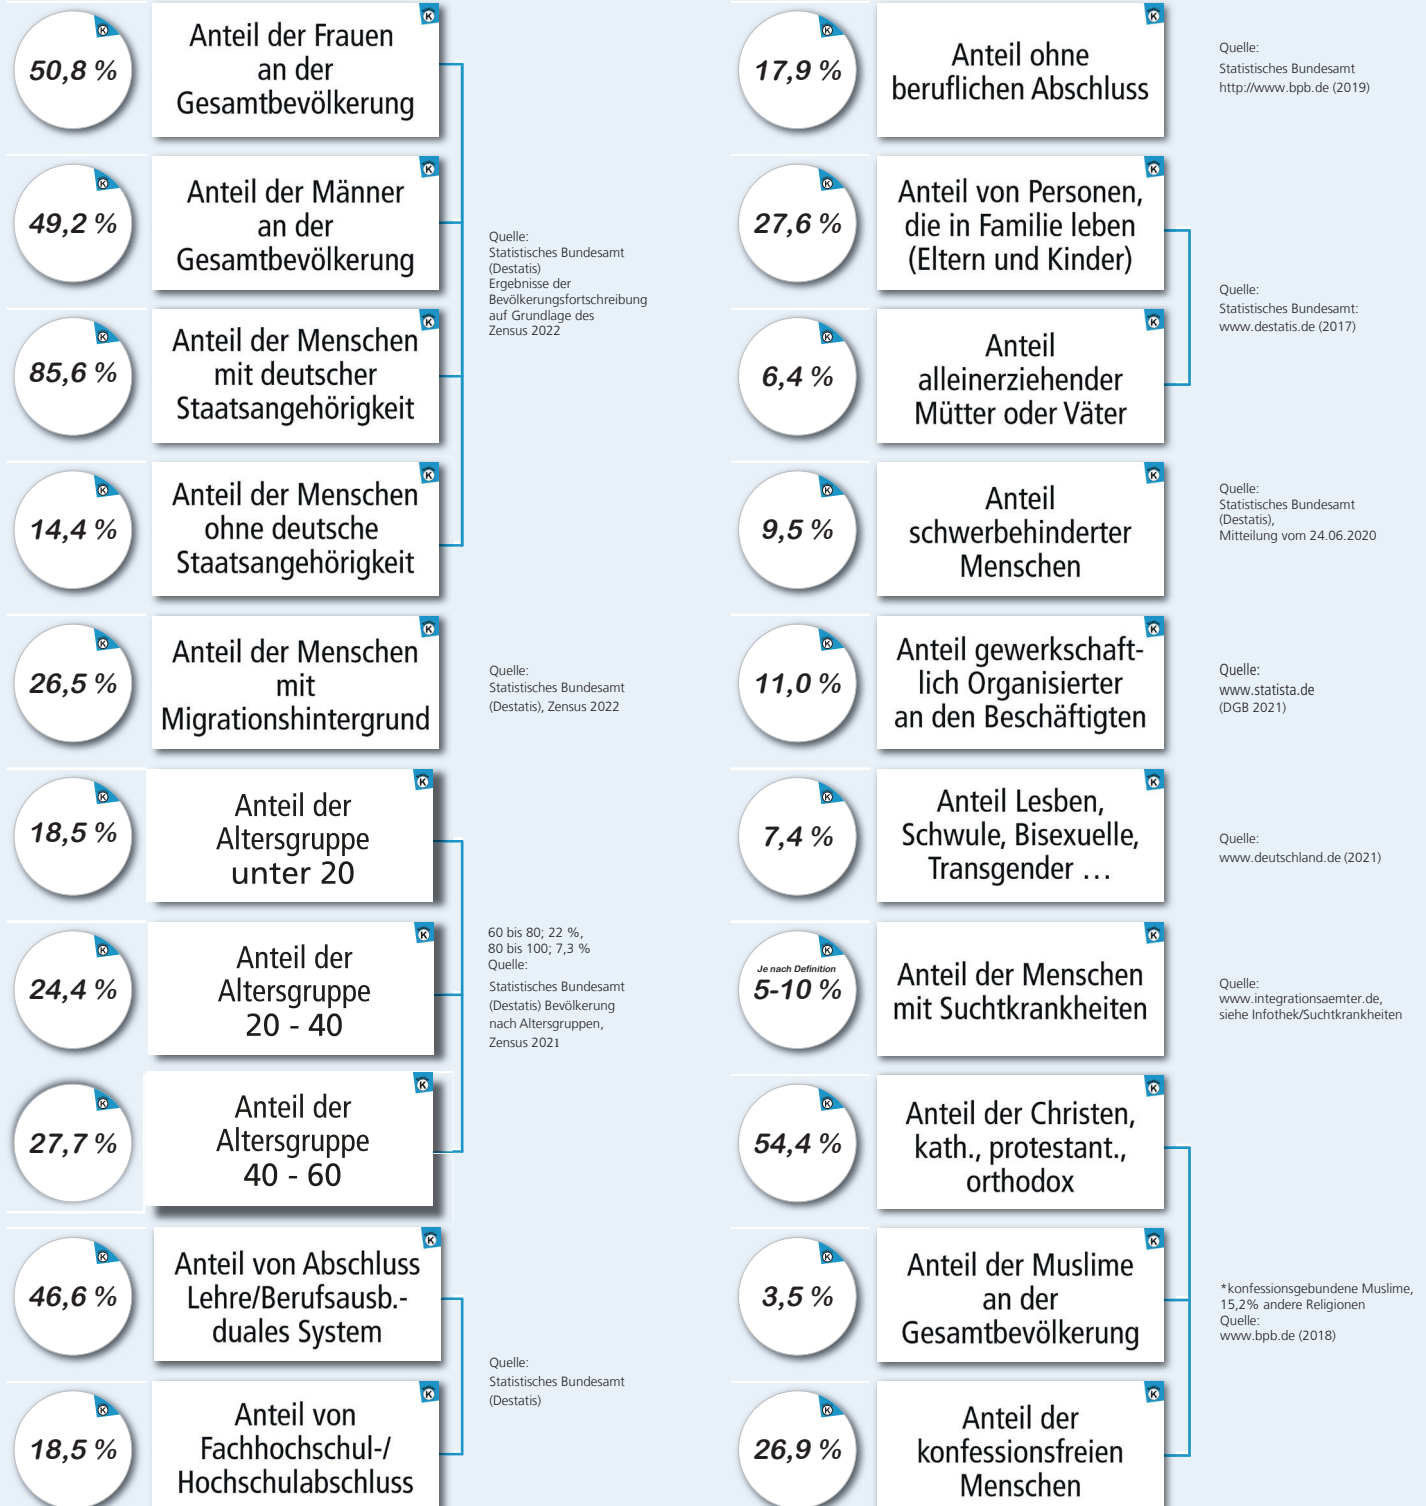 50,8 %
Anteil der Frauen
an der
Gesamtbevölkerung
49,2 %
Anteil der Männer
an der
Gesamtbevölkerung
85,6 %
Anteil der Menschen
mit deutscher
Staatsangehörigkeit
14,4 %
Anteil der Menschen
ohne deutsche
Staatsangehörigkeit
Quelle:
Statistisches Bundesamt
(Destatis)
Ergebnisse der
Bevölkerungsfortschreibung
auf Grundlage des
Zensus 2022
26,5 %
Anteil der Menschen
mit
Migrationshintergrund
Quelle:
Statistisches Bundesamt
(Destatis), Zensus 2022
18,5 %
Anteil der
Altersgruppe
unter 20
24,4 %
Anteil der
Altersgruppe
20 - 40
27,7 %
Anteil der
Altersgruppe
40 - 60
60 bis 80; 22 %,
80 bis 100; 7,3 %
Quelle:
Statistisches Bundesamt
(Destatis) Bevölkerung
nach Altersgruppen,
Zensus 2021
46,6 %
Anteil von Abschluss
Lehre/Berufsausb.-
duales System
18,5 %
Anteil von
Fachhochschul-/
Hochschulabschluss
Quelle:
Statistisches Bundesamt
(Destatis)
17,9 %
Anteil ohne
beruflichen Abschluss
Quelle:
Statistisches Bundesamt
http://www.bpb.de (2019)
27,6 %
Anteil von Personen,
die in Familie leben
(Eltern und Kinder)
6,4 %
Anteil
alleinerziehender
Mütter oder Väter
Quelle:
Statistisches Bundesamt:
www.destatis.de (2017)
9,5 %
Anteil
schwerbehinderter
Menschen
Quelle:
Statistisches Bundesamt
(Destatis),
Mitteilung vom 24.06.2020
11,0 %
Anteil gewerkschaft-
lich Organisierter
an den Beschäftigten
Quelle:
www.statista.de
(DGB 2021)
7,4 %
Anteil Lesben,
Schwule, Bisexuelle,
Transgender …
Quelle:
www.deutschland.de (2021)
Je nach Definition
5-10 %
Anteil der Menschen
mit Suchtkrankheiten
Quelle:
www.integrationsaemter.de,
siehe Infothek/Suchtkrankheiten
54,4 %
Anteil der Christen,
kath., protestant.,
orthodox
3,5 %
Anteil der Muslime
an der
Gesamtbevölkerung
26,9 %
Anteil der
konfessionsfreien
Menschen
*konfessionsgebundene Muslime,
15,2% andere Religionen
Quelle:
www.bpb.de (2018)